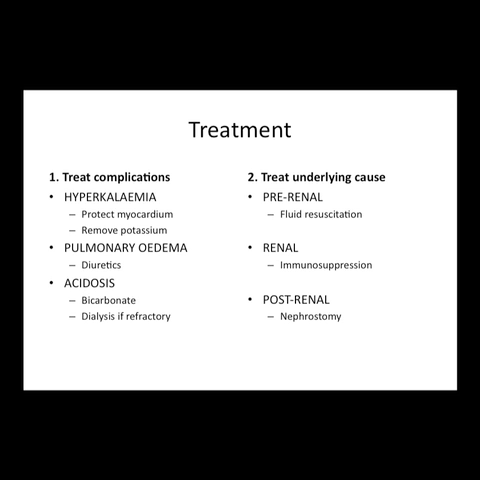 Treatment
1. Treat complications
• HYPERKALAEMIA
– Protect myocardium
– Remove potassium
• PULMONARY OEDEMA
– Diuretics
• ACIDOSIS
– Bicarbonate
– Dialysis if refractory
2. Treat underlying cause
• PRE-RENAL
– Fluid resuscitation
• RENAL
– Immunosuppression
• POST-RENAL
– Nephrostomy